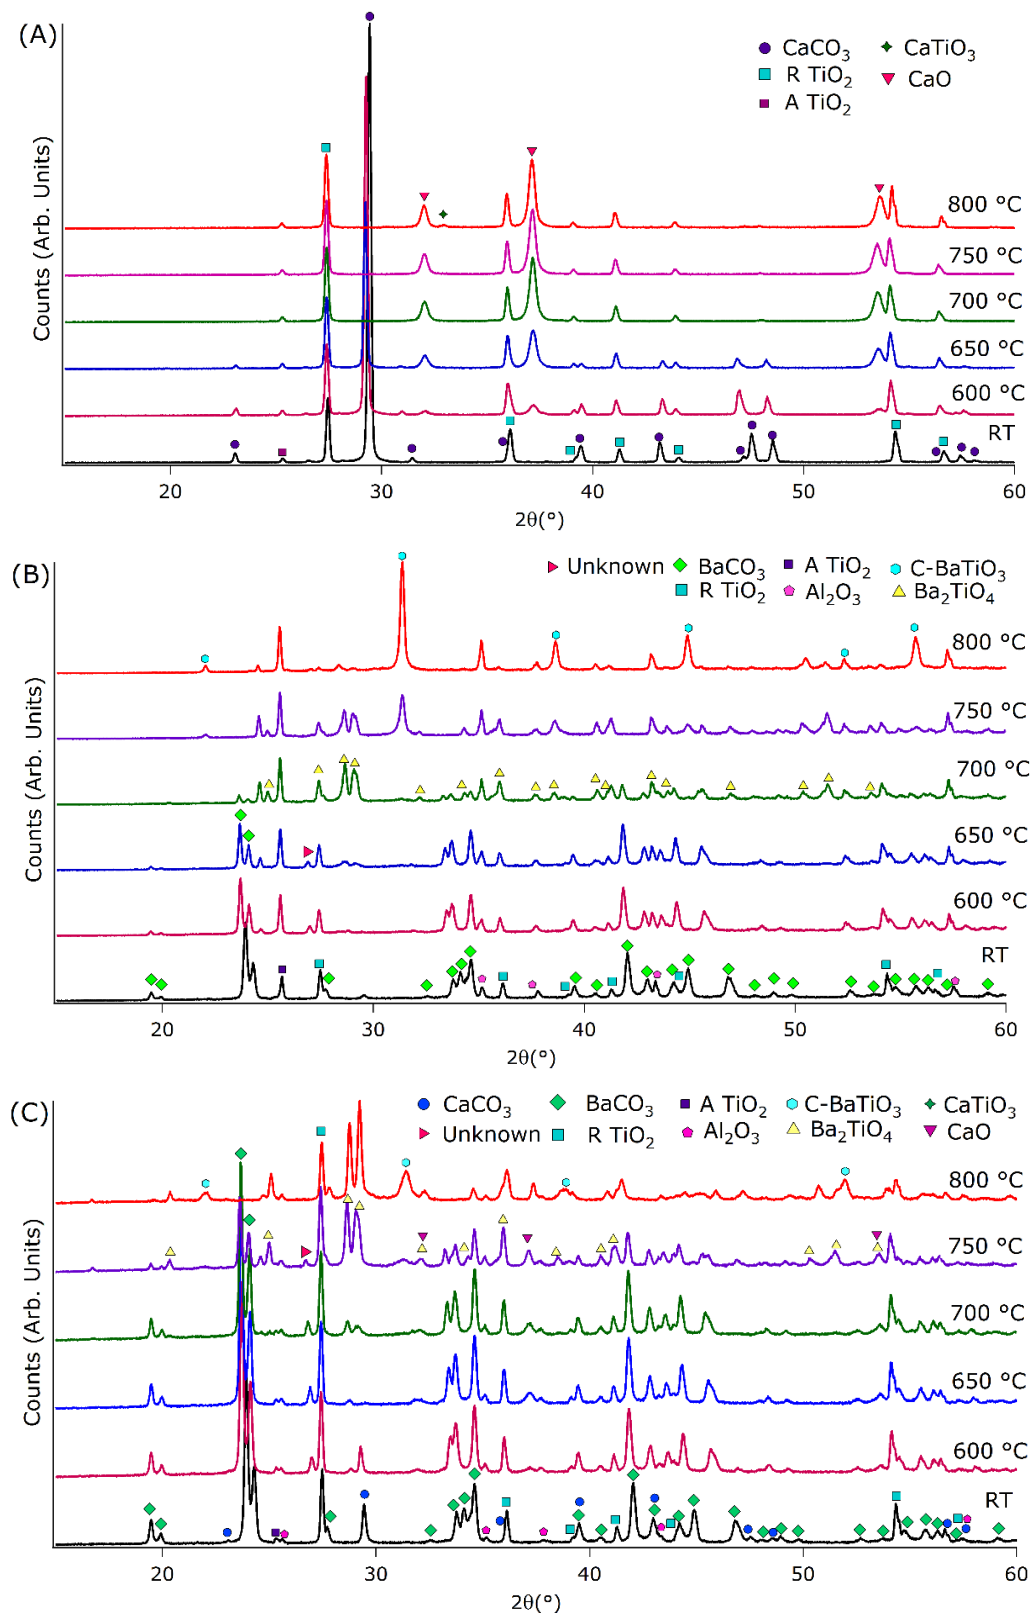 (A)
CaCO3 CaTiO3
R TiO2 CaO
A TiO2
Counts (Arb. Units)
800 °C
750 °C
700 °C
650 °C
600 °C
RT
20 30 40 50 60
2θ(°)
(B)
Unknown BaCO3 A TiO2 C-BaTiO3
R TiO2 Al2O3 Ba2TiO4
Counts (Arb. Units)
800 °C
750 °C
700 °C
650 °C
600 °C
RT
20 30 40 50 60
2θ(°)
(C)
CaCO3 BaCO3 A TiO2 C-BaTiO3 CaTiO3
Unknown R TiO2 Al2O3 Ba2TiO4 CaO
Counts (Arb. Units)
800 °C
750 °C
700 °C
650 °C
600 °C
RT
20 30 40 50 60
2θ(°)